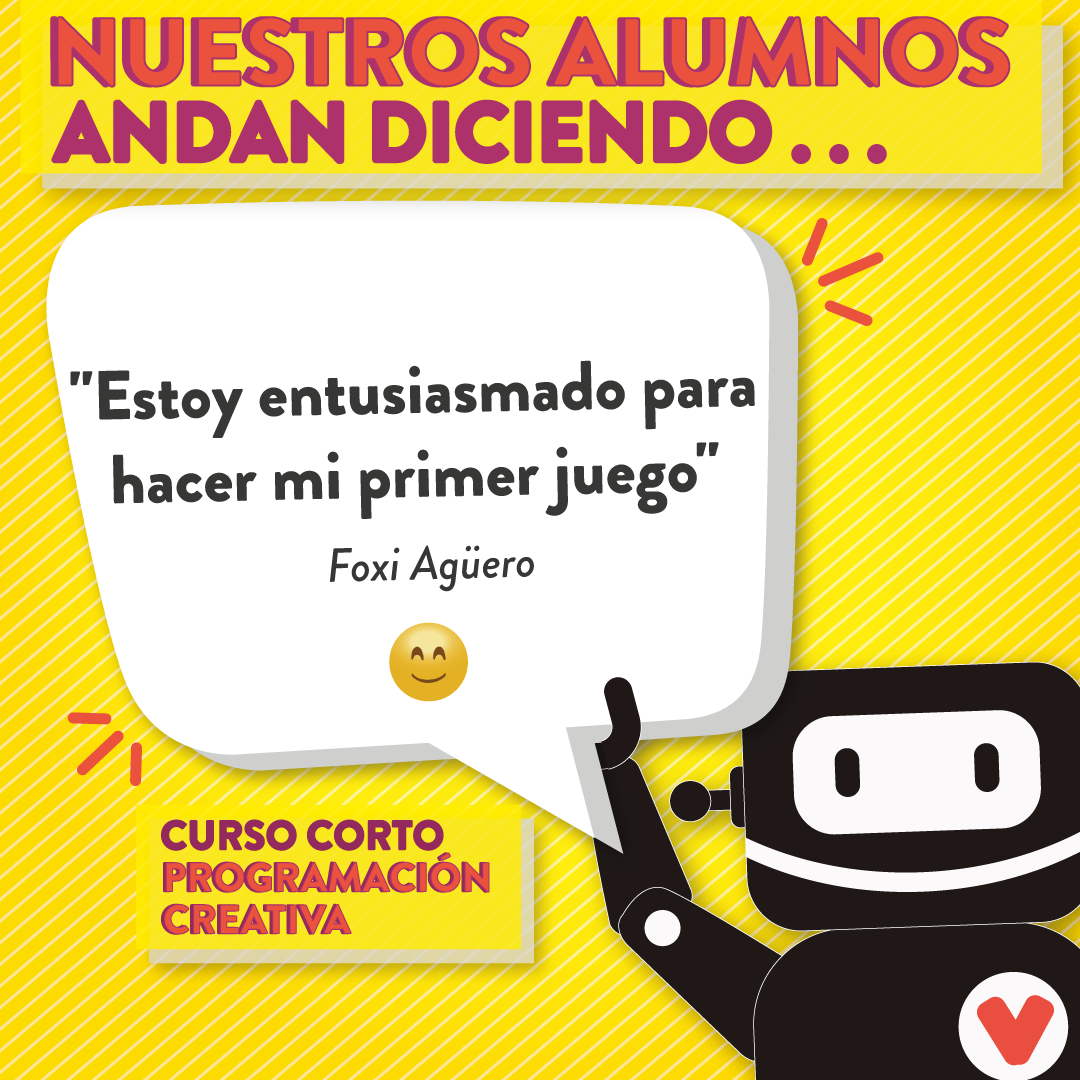 NUESTROS ALUMNOS
ANDAN DICIENDO...
"Estoy entusiasmado para
hacer mi primer juego"
Foxi Agüero
CURSO CORTO
PROGRAMACIÓN
CREATIVA